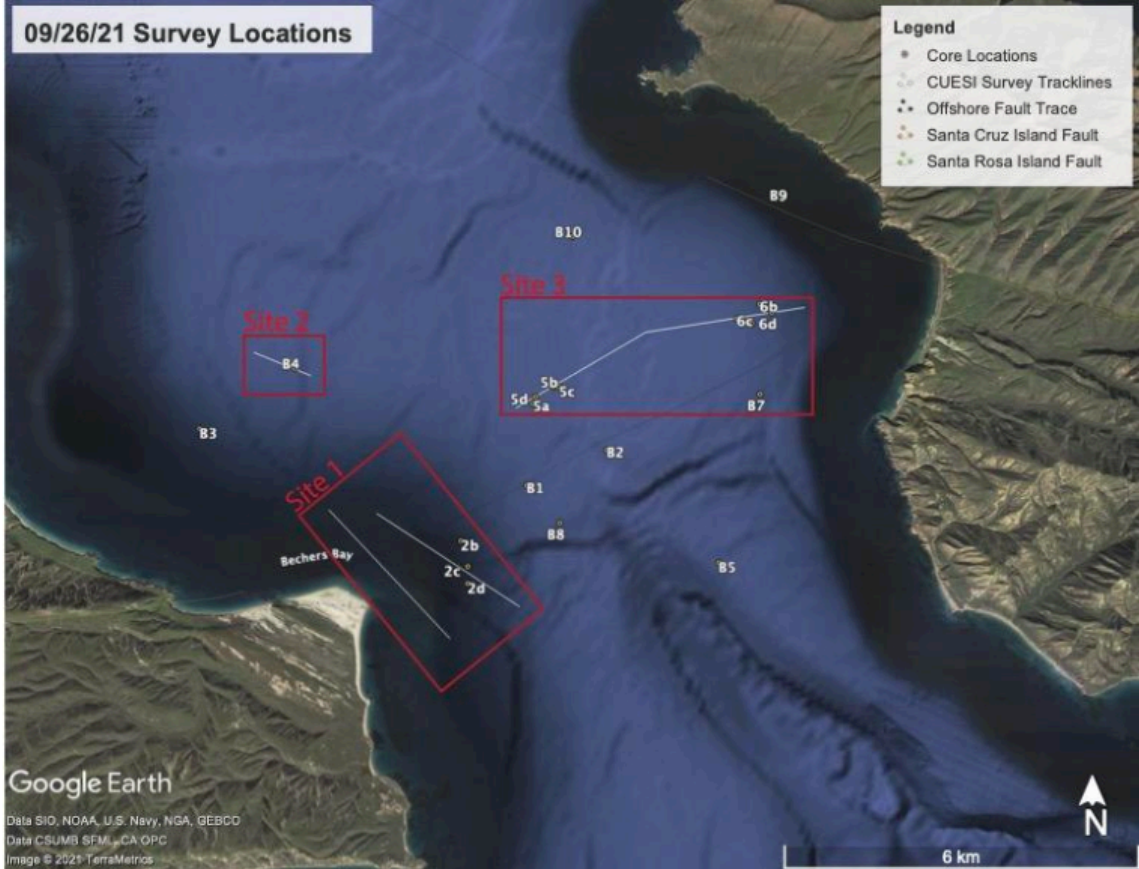 09/26/21 Survey Locations
Legend
Core Locations
CUESI Survey Tracklines
Offshore Fault Trace
Santa Cruz Island Fault
Santa Rosa Island Fault
B9
B10
Site 3
6b
6c 6d
Site 2
B4
5b
5c
5d
5a
B7
B3
B2
Site 1
B1
B8
2b
Bechers Bay
2c
2d
B5
Google Earth
Data SIO, NOAA, U.S. Navy, NGA, GEBCO
Data CSUMB SFML, CA OPC
Image © 2021 TerraMetrics
N
6 km